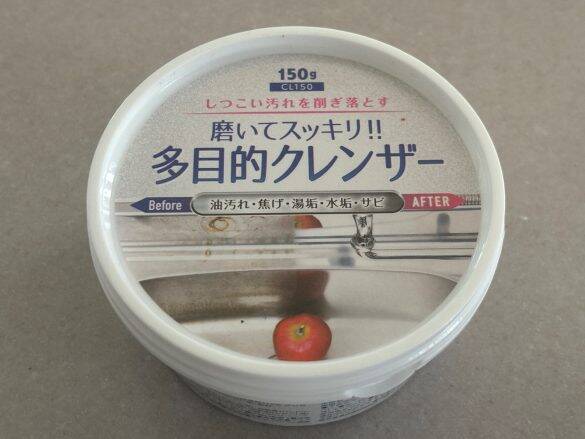 150g
CL150
しつこい汚れを削ぎ落とす
磨いてスッキリ!!
多目的クレンザー
Before 油汚れ・焦げ・湯垢・水垢・サビ AFTER